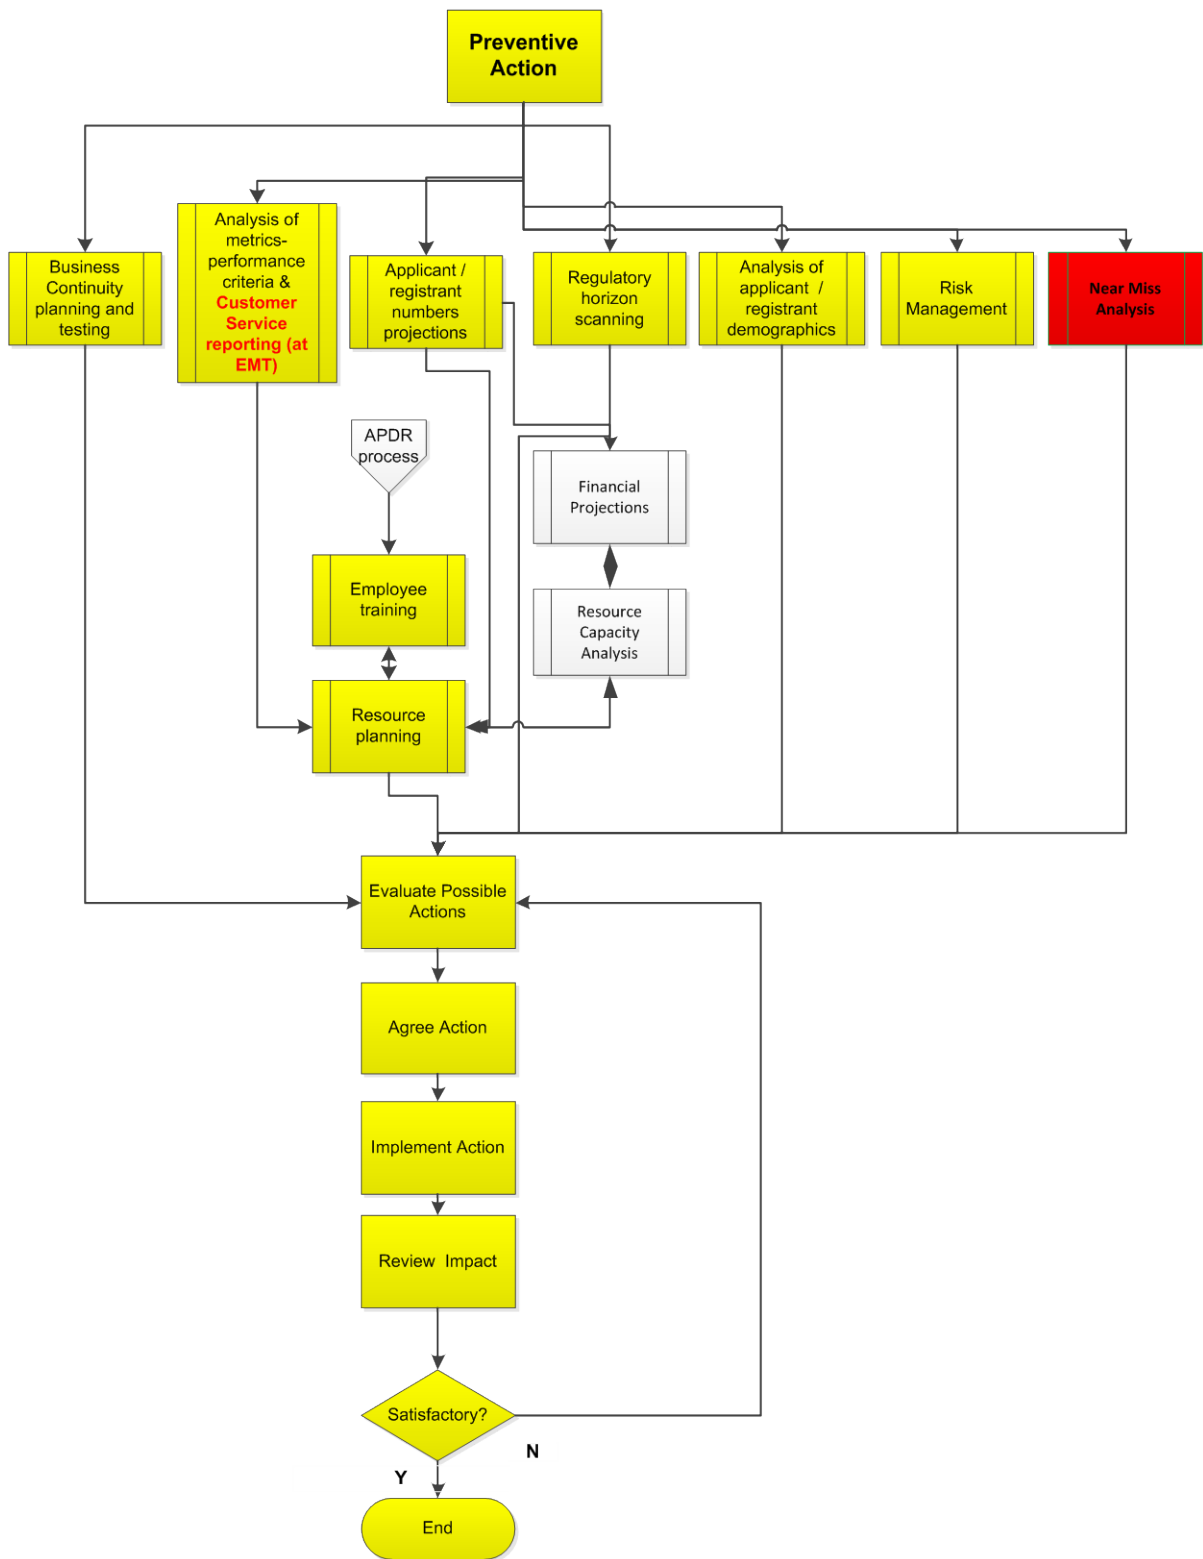 Preventive
Action
Business
Continuity
planning and
testing
Analysis of
metrics-
performance
criteria &
Customer
Service
reporting (at
EMT)
Applicant /
registrant
numbers
projections
Regulatory
horizon
scanning
Analysis of
applicant /
registrant
demographics
Risk
Management
Near Miss
Analysis
APDR
process
Financial
Projections
Employee
training
Resource
Capacity
Analysis
Resource
planning
Evaluate Possible
Actions
Agree Action
Implement Action
Review Impact
Satisfactory?
N
Y
End